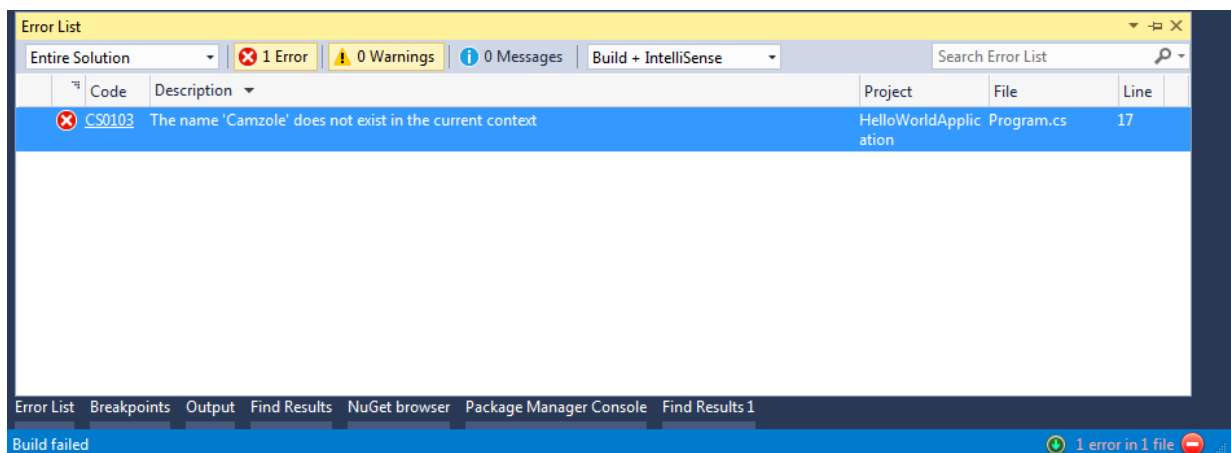 Error List
Entire Solution 1 Error 0 Warnings 0 Messages Build + IntelliSense Search Error List
Code Description Project File Line
CS0103 The name 'Camzole' does not exist in the current context HelloWorldApplic Program.cs 17
ation
Error List Breakpoints Output Find Results NuGet browser Package Manager Console Find Results 1
Build failed 1 error in 1 file